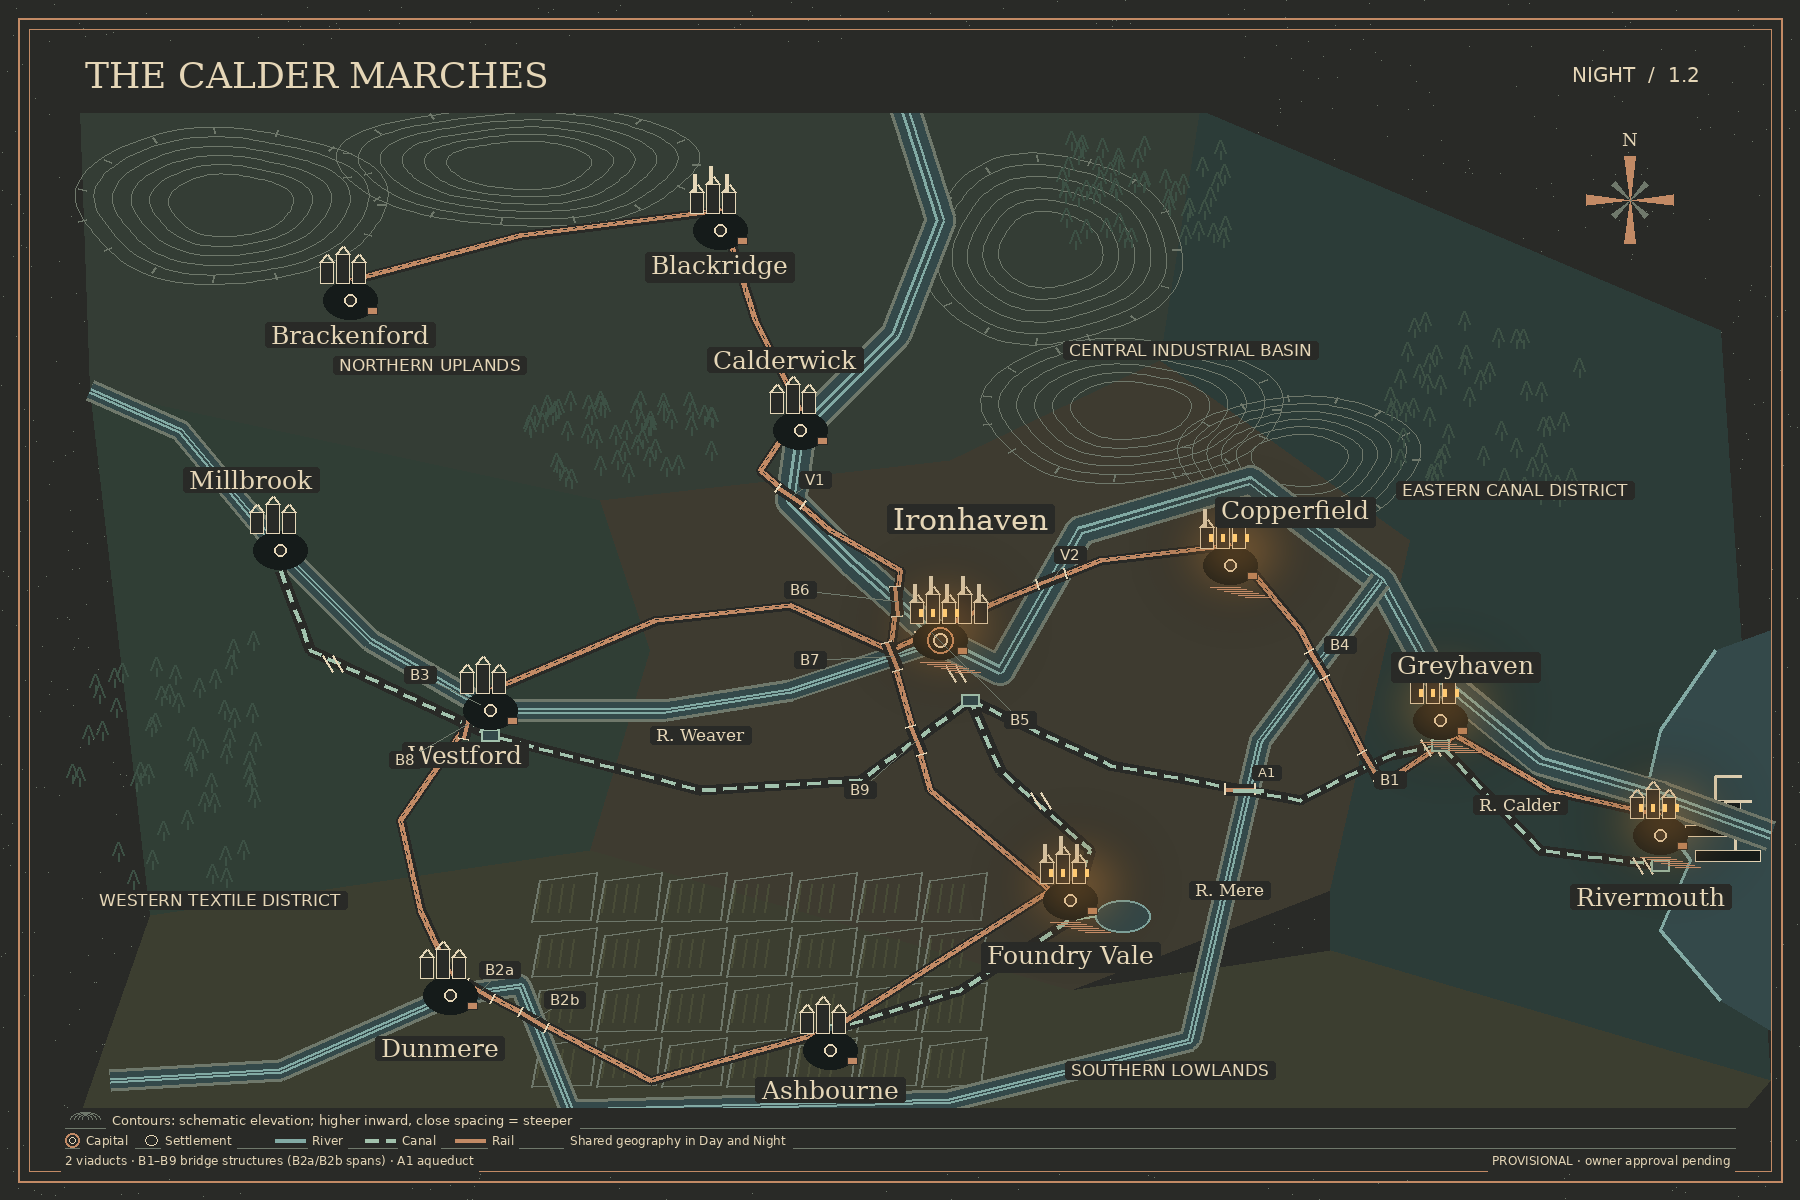 THE CALDER MARCHES
NIGHT / 1.2
N
Blackridge
Brackenford
NORTHERN UPLANDS
CENTRAL INDUSTRIAL BASIN
Calderwick
Millbrook
V1
EASTERN CANAL DISTRICT
Copperfield
Ironhaven
V2
B6
B4
B7
Greyhaven
B3
B5
R. Weaver
Westford
B8
A1
B1
B9
R. Calder
R. Mere
Rivermouth
WESTERN TEXTILE DISTRICT
Foundry Vale
B2a
B2b
Dunmere
SOUTHERN LOWLANDS
Ashbourne
Contours: schematic elevation; higher inward, close spacing = steeper
Capital Settlement River Canal Rail Shared geography in Day and Night
2 viaducts · B1–B9 bridge structures (B2a/B2b spans) · A1 aqueduct
PROVISIONAL · owner approval pending